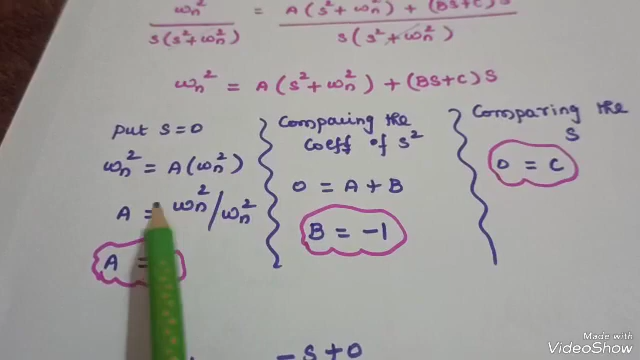 ωn² / S(S²+ωn²) = A(S²+ωn²) + (BS+C)S / S(S²+ωn²)
ωn² = A(S²+ωn²) + (BS+C)S
put S=0
ωn² = A(ωn²)
A = ωn²/ωn²
A =
Comparing the
coeff of S²
0 = A+B
B = -1
Comparing the
S
0 = C
-S+0
Made with
VideoShow